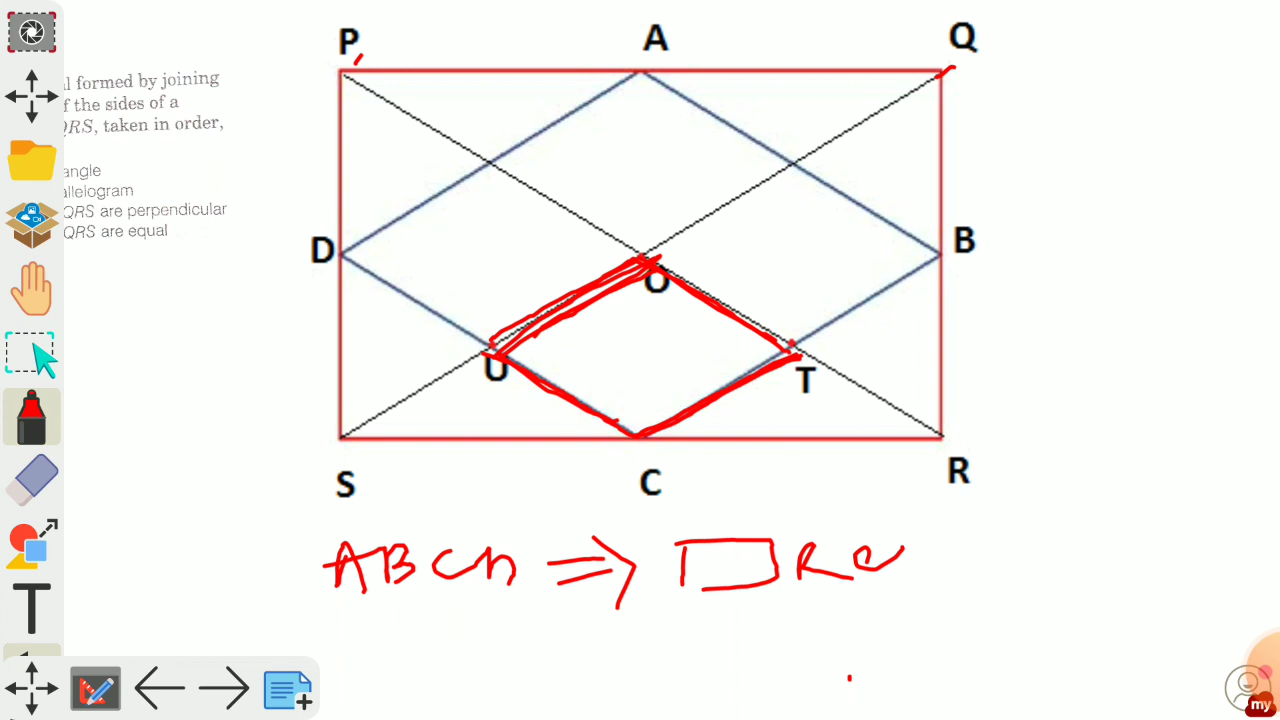 l formed by joining
f the sides of a
QRS, taken in order,
angle
allelogram
QRS are perpendicular
QRS are equal
P A Q
D B
O
U T
S C R
ABCD ⇒ ▭ Re
T
my